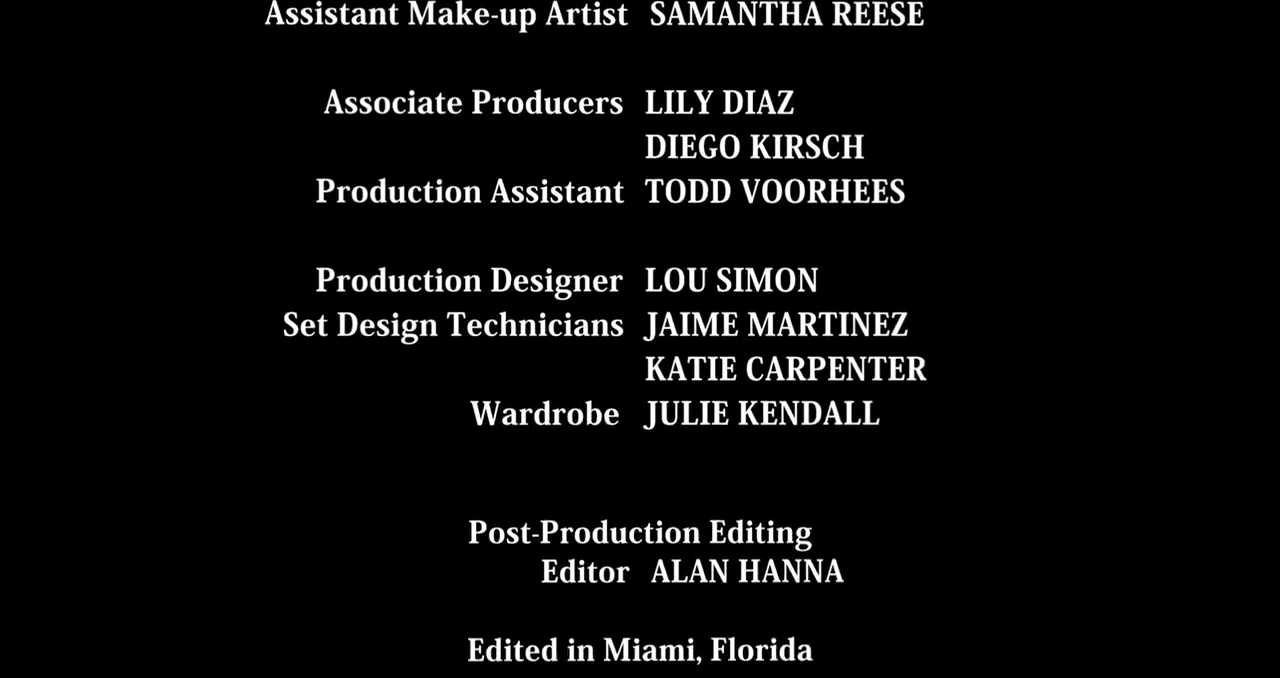 Assistant Make-up Artist SAMANTHA REESE
Associate Producers LILY DIAZ
DIEGO KIRSCH
Production Assistant TODD VOORHEES
Production Designer LOU SIMON
Set Design Technicians JAIME MARTINEZ
KATIE CARPENTER
Wardrobe JULIE KENDALL
Post-Production Editing
Editor ALAN HANNA
Edited in Miami, Florida